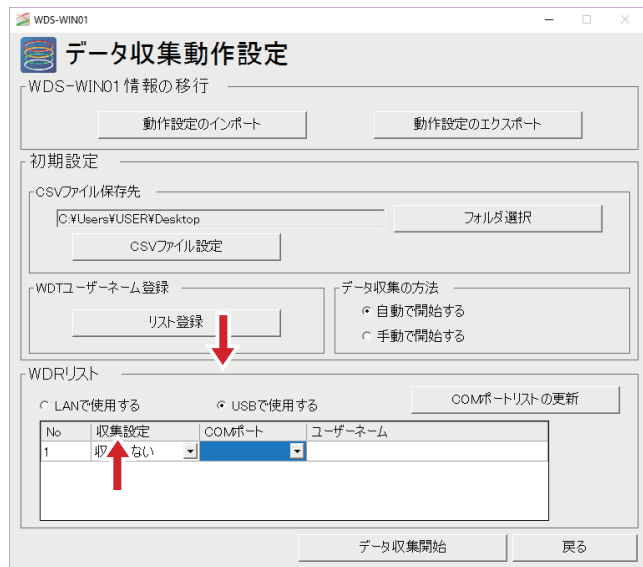 WDS-WIN01
データ収集動作設定
WDS-WIN01情報の移行
動作設定のインポート 動作設定のエクスポート
初期設定
CSVファイル保存先
C:¥Users¥USER¥Desktop フォルダ選択
CSVファイル設定
WDTユーザーネーム登録 データ収集の方法
リスト登録 自動で開始する
手動で開始する
WDRリスト
LANで使用する USBで使用する COMポートリストの更新
No 収集設定 COMポート ユーザーネーム
1 収 ない
データ収集開始 戻る